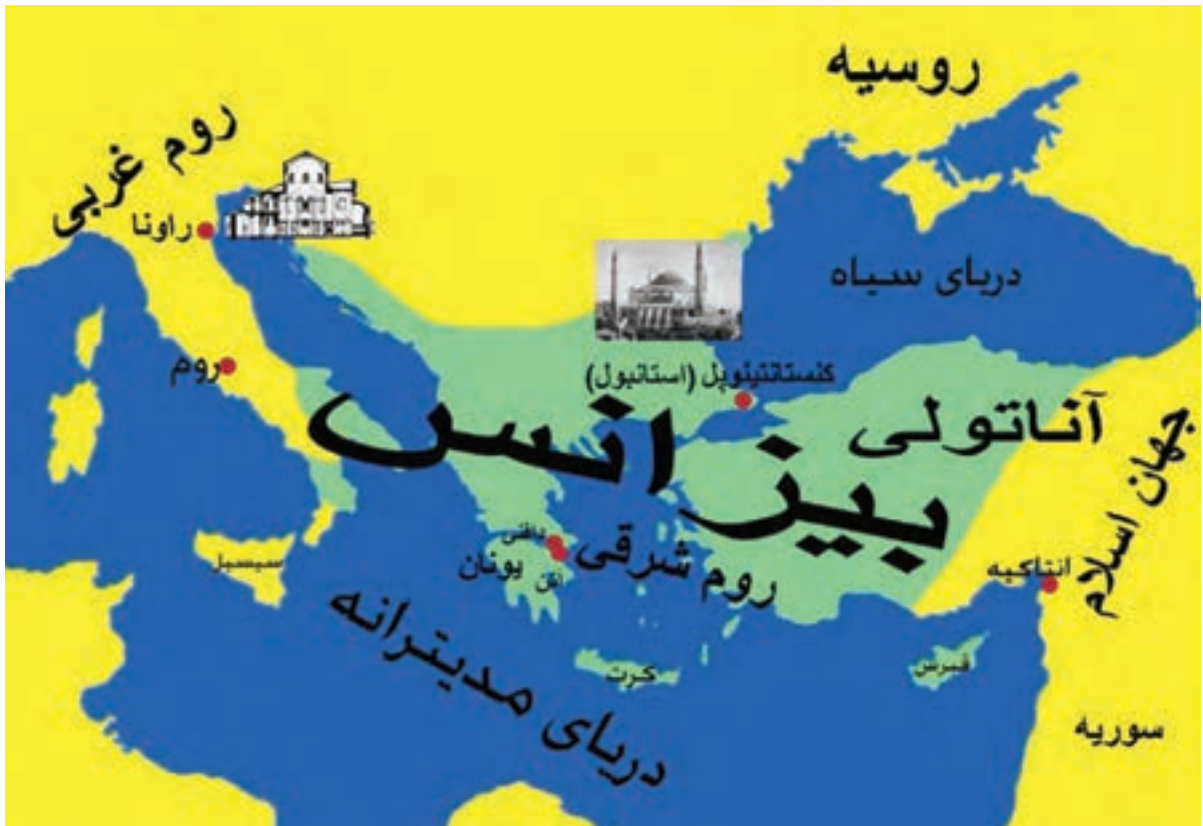 روسیه
روم غربی
راونا
دریای سیاه
روم
کنستانتینوپل (استانبول)
آناتولی
بیزانس
جهان اسلام
دافنی
آتن
یونان
روم شرقی
انتاکیه
سیسیل
کرت
قبرس
دریای مدیترانه
سوریه